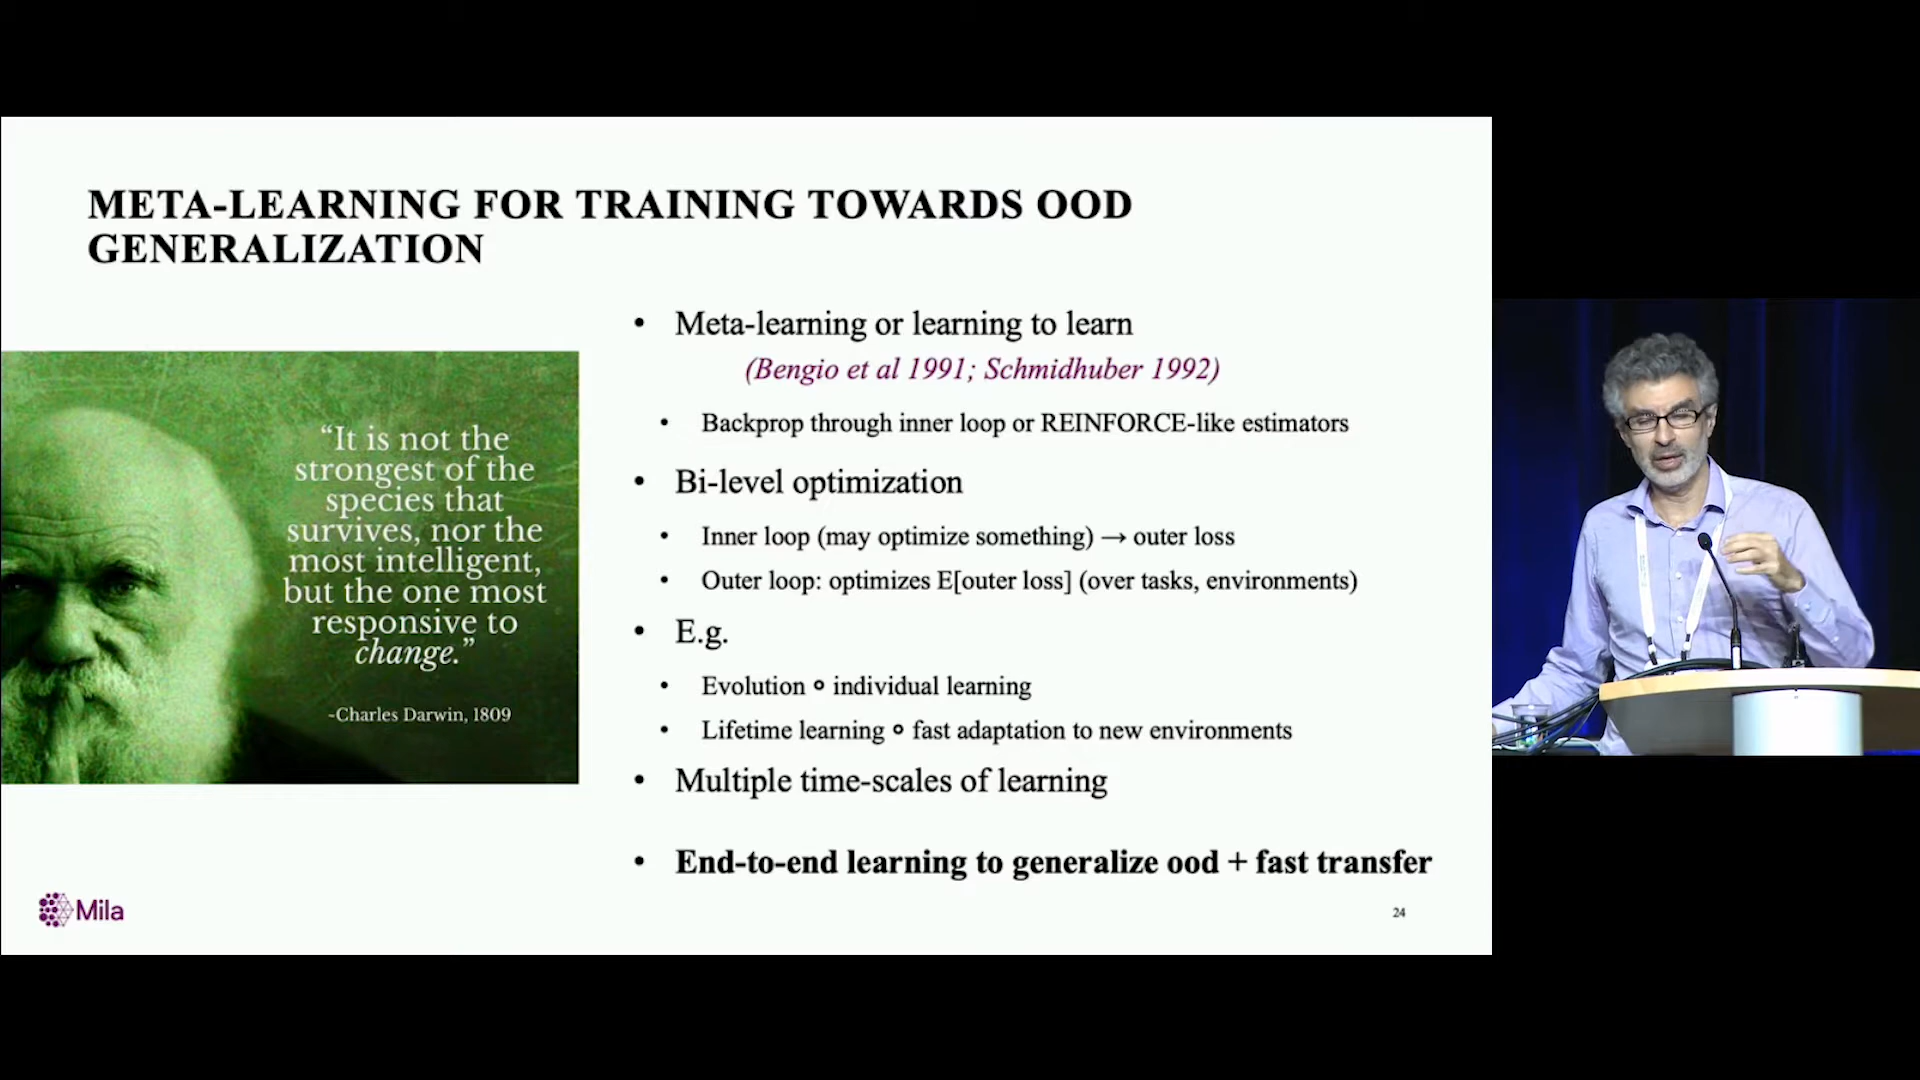 META-LEARNING FOR TRAINING TOWARDS OOD
GENERALIZATION
“It is not the
strongest of the
species that
survives, nor the
most intelligent,
but the one most
responsive to
change.”
-Charles Darwin, 1809
• Meta-learning or learning to learn
(Bengio et al 1991; Schmidhuber 1992)
• Backprop through inner loop or REINFORCE-like estimators
• Bi-level optimization
• Inner loop (may optimize something) → outer loss
• Outer loop: optimizes E[outer loss] (over tasks, environments)
• E.g.
• Evolution ∘ individual learning
• Lifetime learning ∘ fast adaptation to new environments
• Multiple time-scales of learning
• End-to-end learning to generalize ood + fast transfer
Mila
24